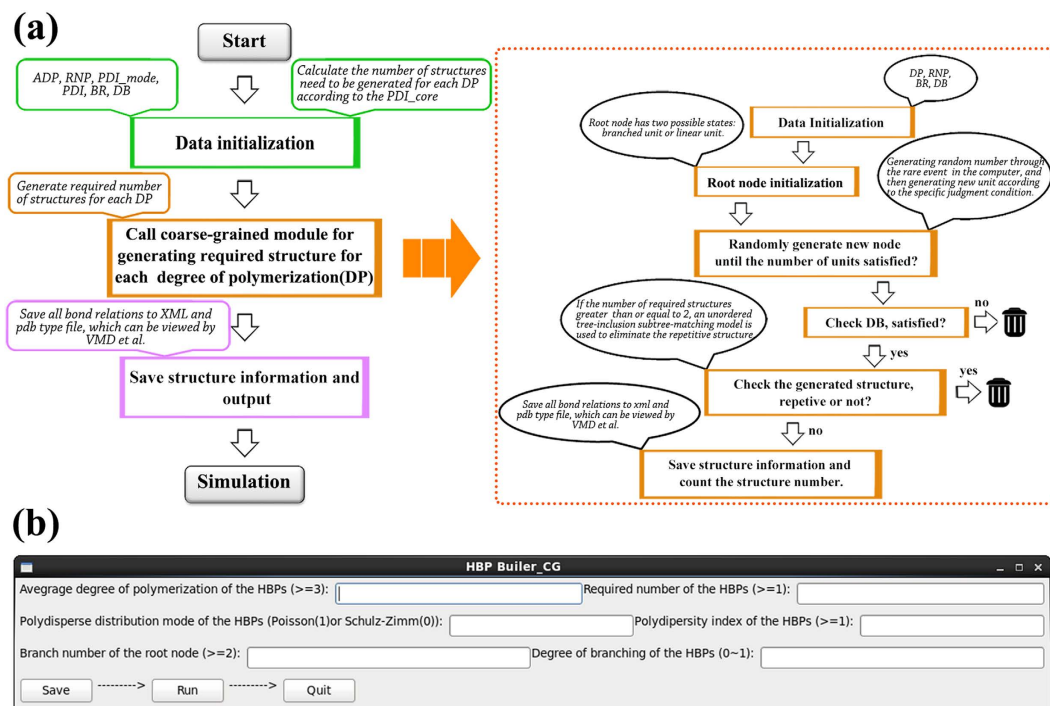 (a)
Start
ADP, RNP, PDI_mode,
PDI, BR, DB
Calculate the number of structures
need to be generated for each DP
according to the PDI_core
Data initialization
Generate required number
of structures for each DP
Call coarse-grained module for
generating required structure for
each degree of polymerization(DP)
Save all bond relations to XML and
pdb type file, which can be viewed by
VMD et al.
Save structure information and
output
Simulation
DP, RNP,
BR, DB
Root node has two possible states:
branched unit or linear unit.
Data Initialization
Generating random number through
the rare event in the computer, and
then generating new unit according
to the specific judgment condition.
Root node initialization
Randomly generate new node
until the number of units satisfied?
If the number of required structures
greater than or equal to 2, an unordered
tree-inclusion subtree-matching model is
used to eliminate the repetitive structure
no
Check DB, satisfied?
yes
yes
Check the generated structure,
repetive or not?
Save all bond relations to xml and
pdb type file, which can be viewed by
VMD et al.
no
Save structure information and
count the structure number.
(b)
HBP Builer_CG
Avegrage degree of polymerization of the HBPs (>=3):
Required number of the HBPs (>=1):
Polydisperse distribution mode of the HBPs (Poisson(1)or Schulz-Zimm(0)):
Polydipersity index of the HBPs (>=1):
Branch number of the root node (>=2):
Degree of branching of the HBPs (0~1):
Save ---------> Run ---------> Quit